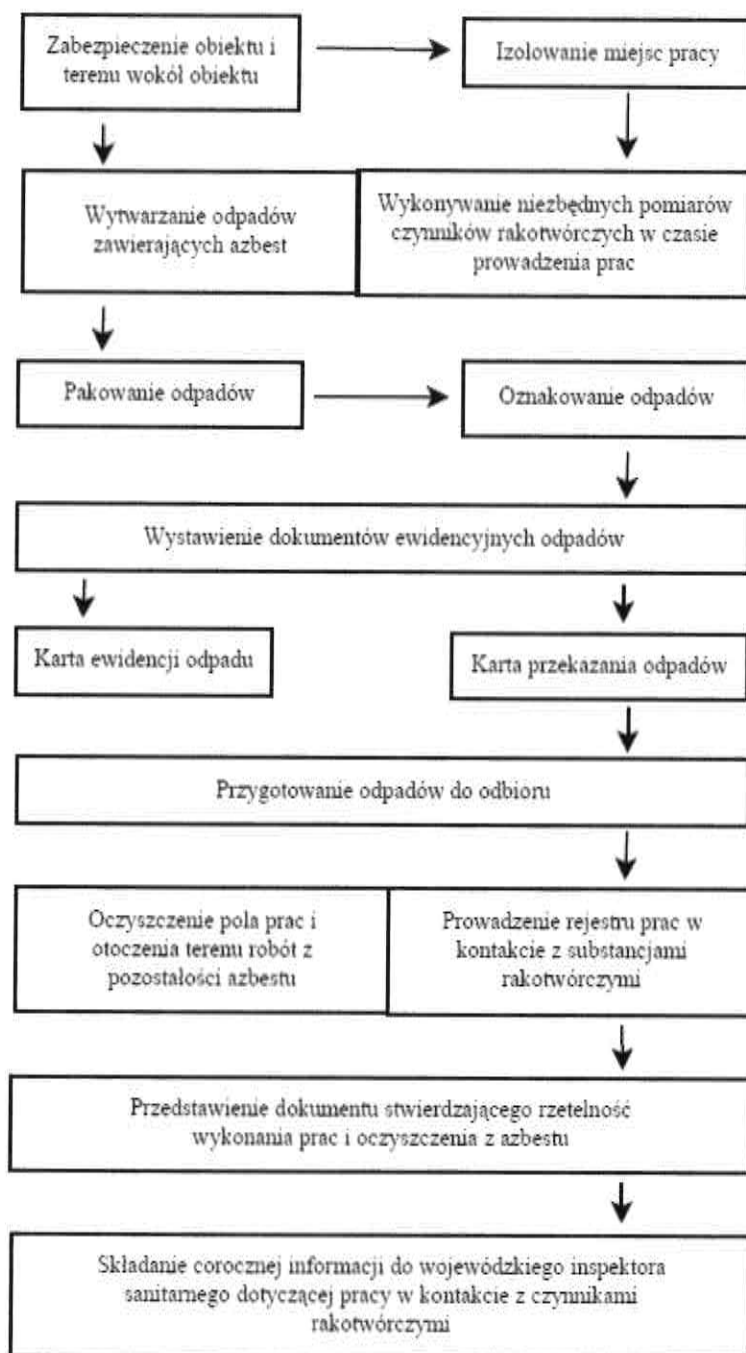 Zabezpieczenie obiektu i
terenu wokół obiektu
Izolowanie miejsc pracy
Wytwarzanie odpadów
zawierających azbest
Wykonywanie niezbędnych pomiarów
czynników rakotwórczych w czasie
prowadzenia prac
Pakowanie odpadów
Oznakowanie odpadów
Wystawienie dokumentów ewidencyjnych odpadów
Karta ewidencji odpadu
Karta przekazania odpadów
Przygotowanie odpadów do odbioru
Oczyszczenie pola prac i
otoczenia terenu robót z
pozostałości azbestu
Prowadzenie rejestru prac w
kontakcie z substancjami
rakotwórczymi
Przedstawienie dokumentu stwierdzającego rzetelność
wykonania prac i oczyszczenia z azbestu
Składanie corocznej informacji do wojewódzkiego inspektora
sanitarnego dotyczącej pracy w kontakcie z czynnikami
rakotwórczymi